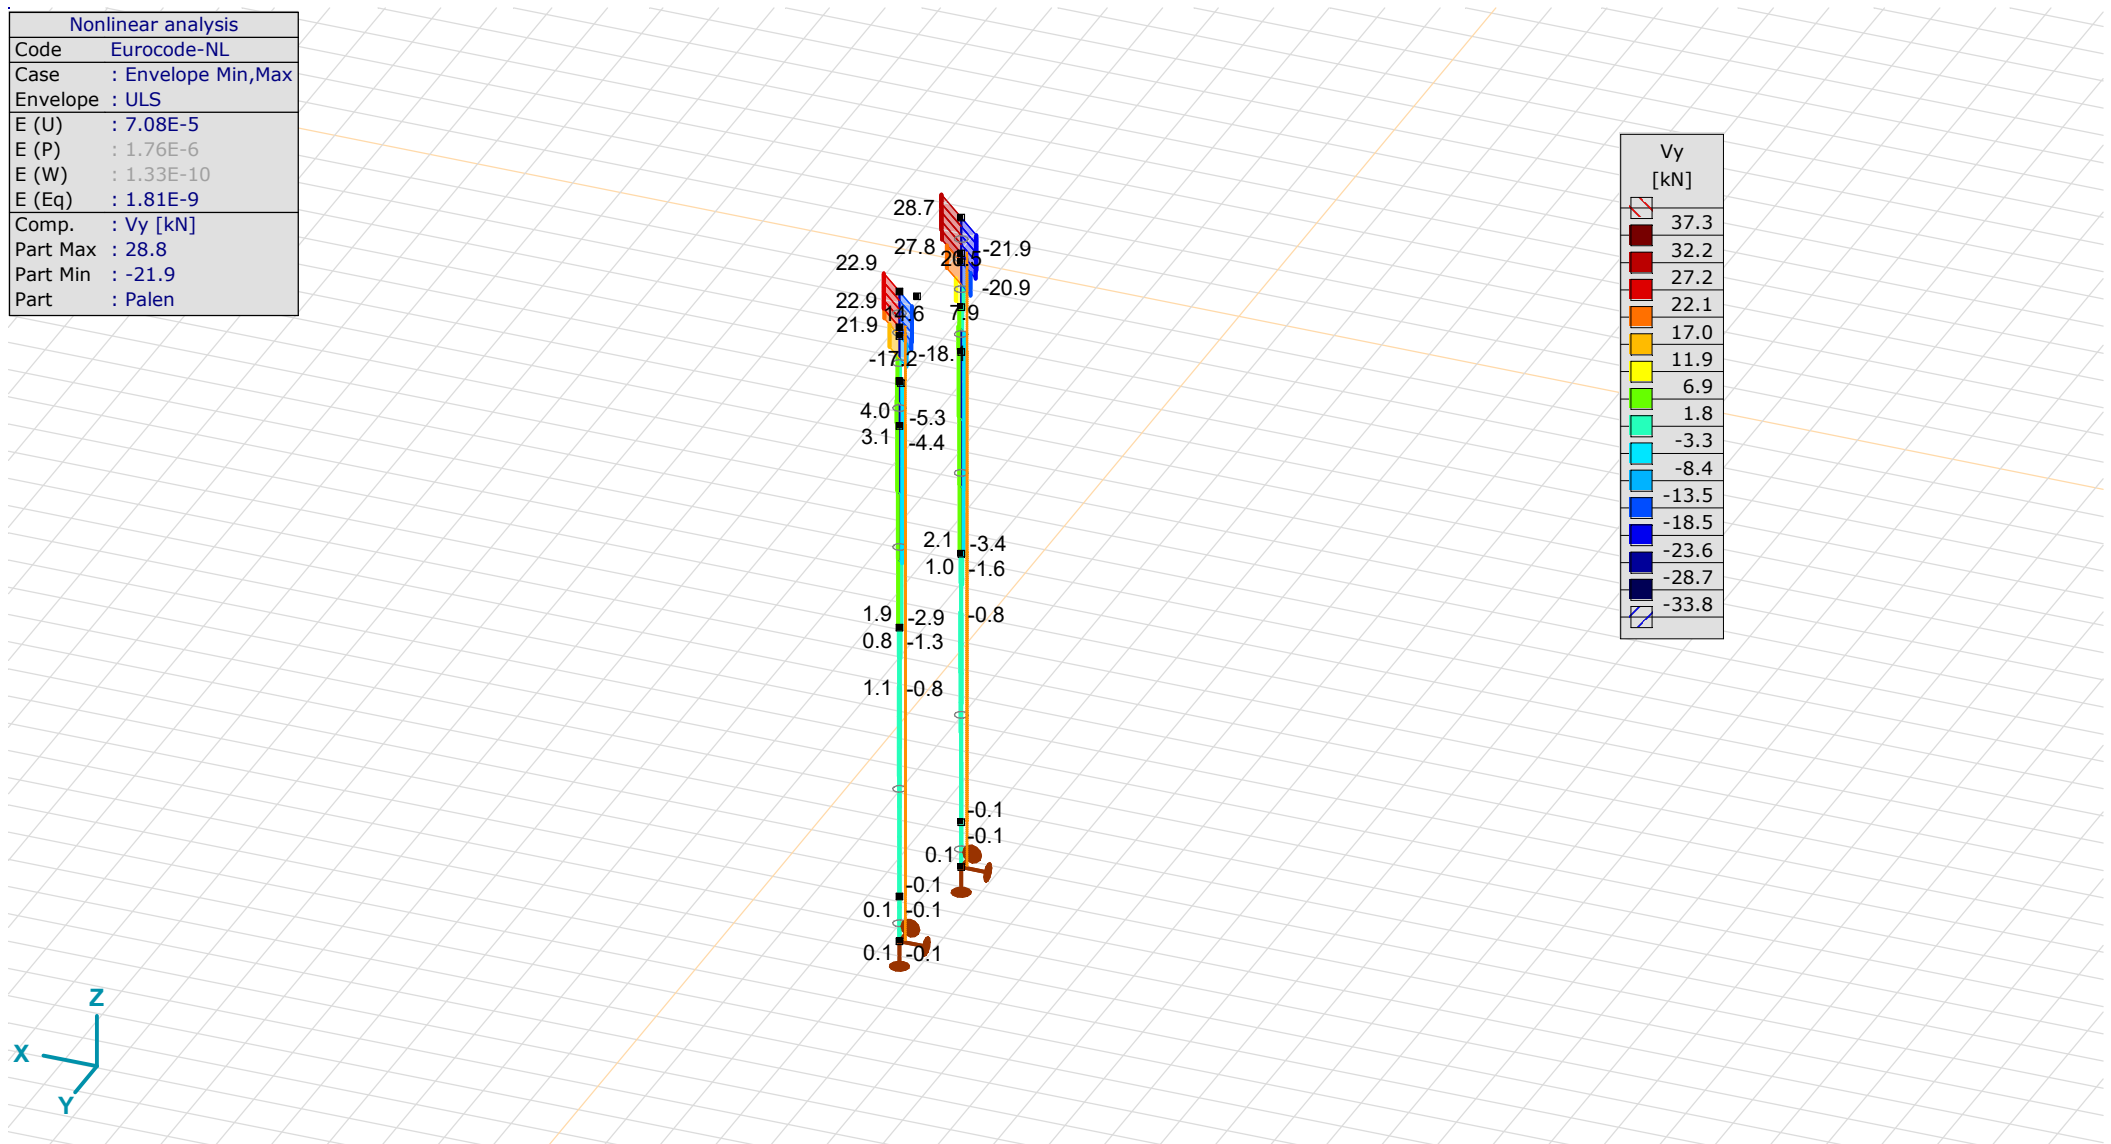 Nonlinear analysis
Code Eurocode-NL
Case : Envelope Min,Max
Envelope : ULS
E (U) : 7.08E-5
E (P) : 1.76E-6
E (W) : 1.33E-10
E (Eq) : 1.81E-9
Comp. : Vy [kN]
Part Max : 28.8
Part Min : -21.9
Part : Palen
Vy
[kN]
37.3
32.2
27.2
22.1
17.0
11.9
6.9
1.8
-3.3
-8.4
-13.5
-18.5
-23.6
-28.7
-33.8
28.7
27.8 -21.9
22.9
-20.9
22.9 14.6 7.9
21.9
-17.2 -18.
4.0 -5.3
3.1 -4.4
2.1 -3.4
1.0 -1.6
1.9 -2.9 -0.8
0.8 -1.3
1.1 -0.8
-0.1
-0.1
0.1
-0.1
0.1 -0.1
0.1 -0.1
Z
X
Y